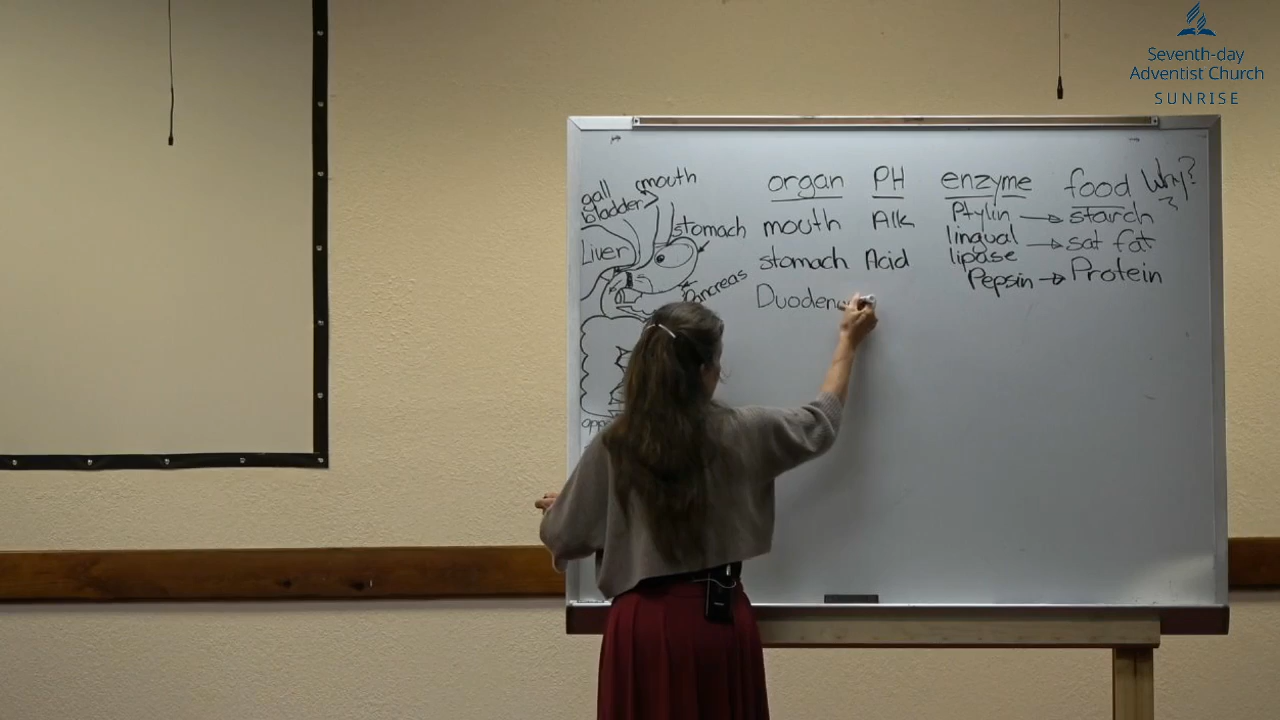 Seventh-day
Adventist Church
SUNRISE
organ PH enzyme food Why?
mouth Alk Ptylin → starch
lingual lipase → sat fat
stomach Acid Pepsin → Protein
Duodenu
mouth
gall
bladder
stomach
Liver
Pancreas